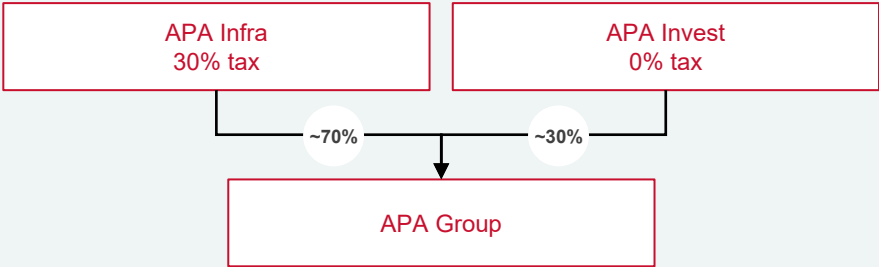 APA Infra
30% tax
APA Invest
0% tax
~70%
~30%
APA Group